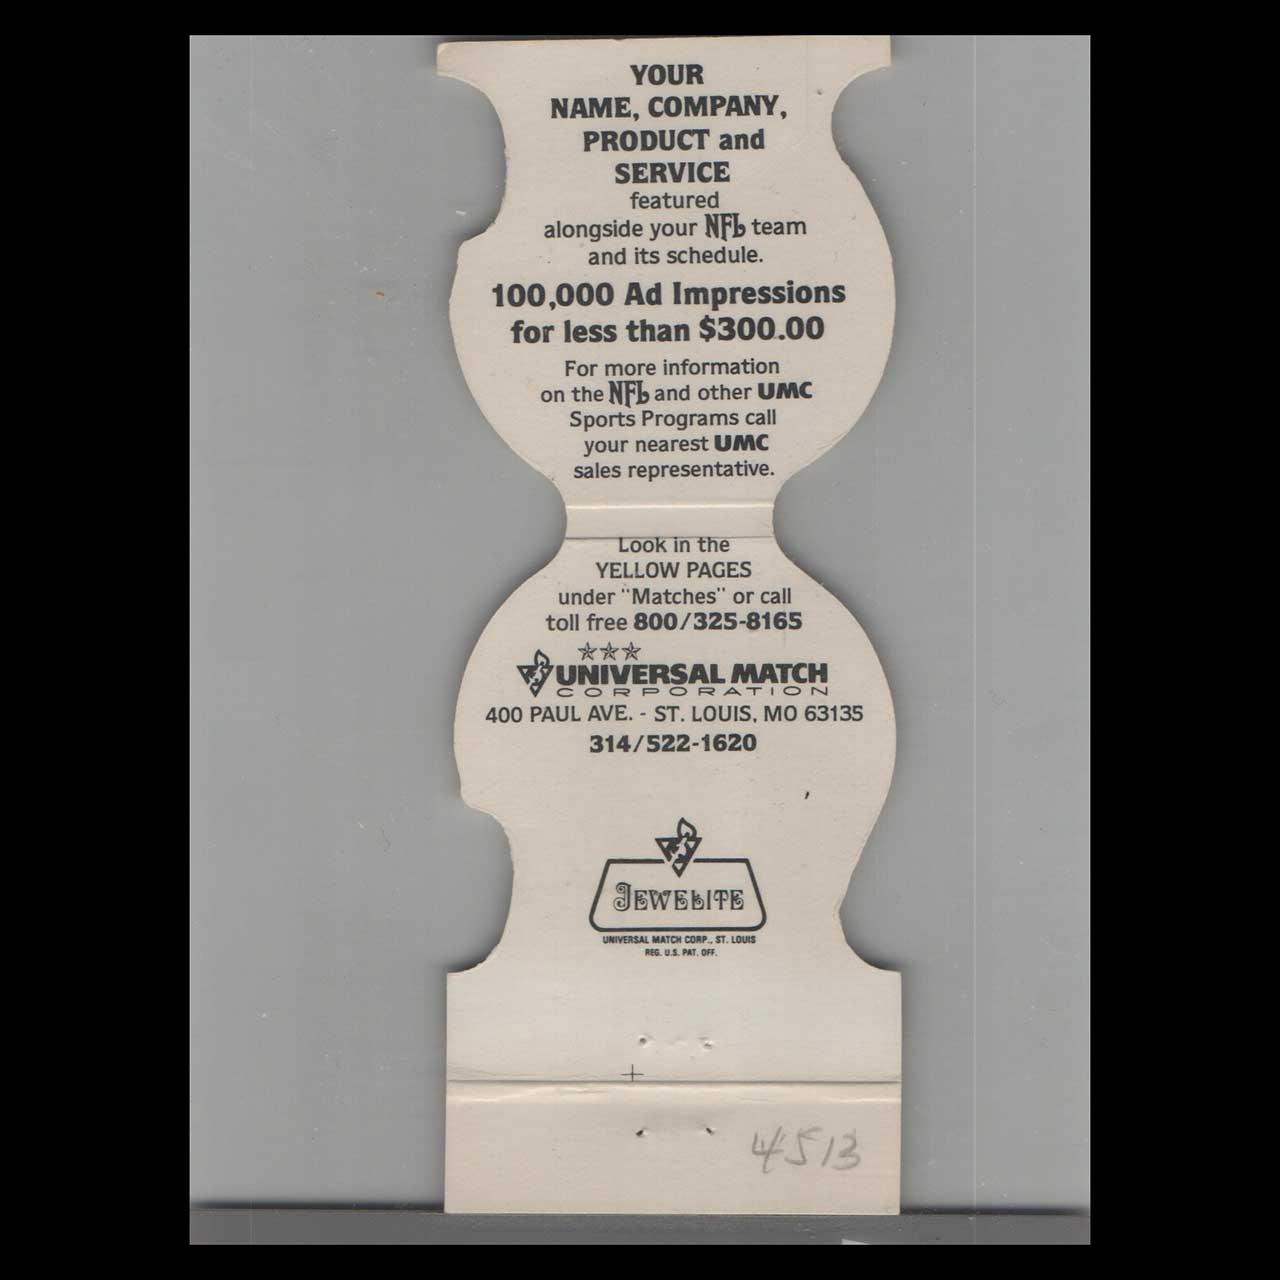 YOUR
NAME, COMPANY,
PRODUCT and
SERVICE
featured
alongside your NFL team
and its schedule.
100,000 Ad Impressions
for less than $300.00
For more information
on the NFL and other UMC
Sports Programs call
your nearest UMC
sales representative.
Look in the
YELLOW PAGES
under "Matches" or call
toll free 800/325-8165
UNIVERSAL MATCH
CORPORATION
400 PAUL AVE. - ST. LOUIS, MO 63135
314/522-1620
JEWELITE
UNIVERSAL MATCH CORP., ST. LOUIS
REG. U.S. PAT. OFF.
4513